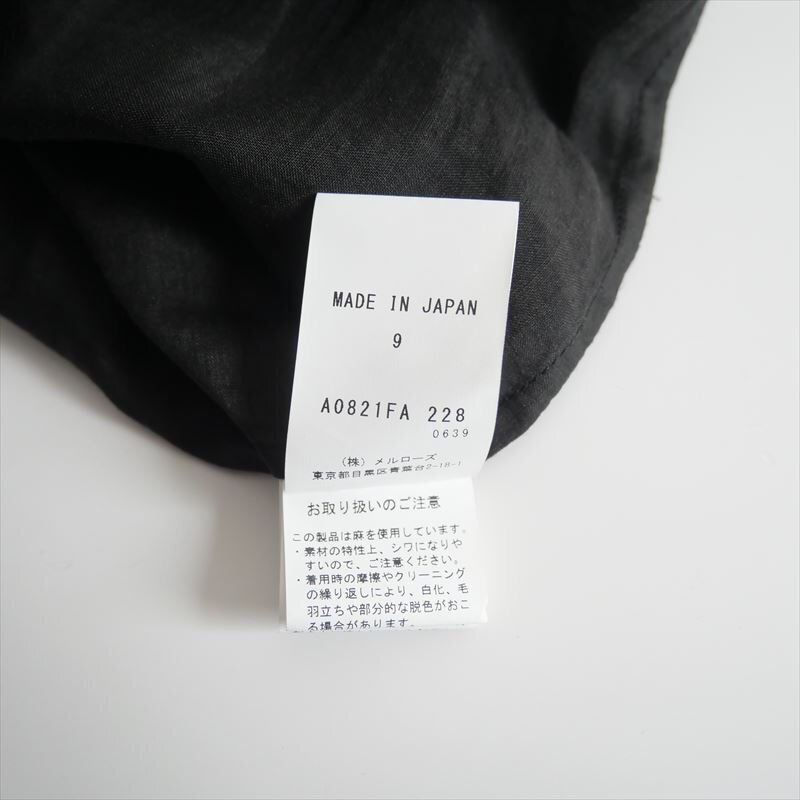 MADE IN JAPAN
9
A0821FA 228
0639
(株) メルローズ
東京都目黒区青葉台2-18-1
お取り扱いのご注意
この製品は麻を使用しています。
・素材の特性上、シワになりや
すいので、ご注意ください。
・着用時の摩擦やクリーニング
の繰り返しにより、白化、毛
羽立ちや部分的な脱色がおこ
る場合があります。